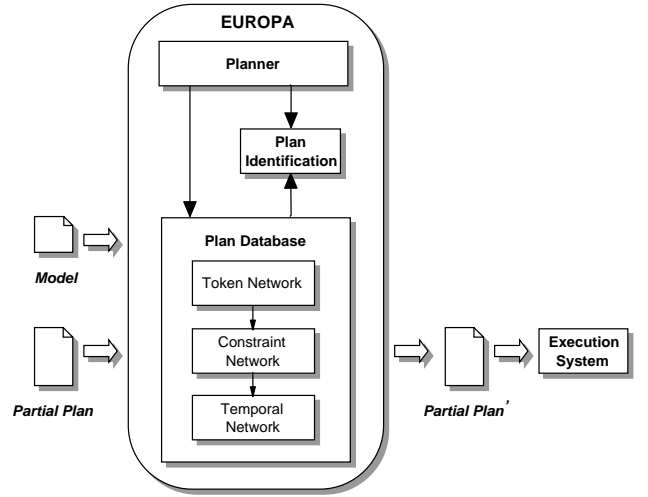 EUROPA
Planner
Plan
Identification
Plan Database
Token Network
Model
Constraint
Network
Execution
System
Temporal
Network
Partial Plan
Partial Plan'